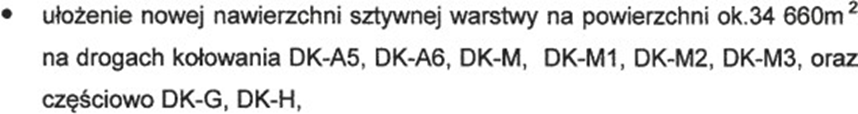 • ułożenie nowej nawierzchni sztywnej warstwy na powierzchni ok.34 660m²
na drogach kołowania DK-A5, DK-A6, DK-M, DK-M1, DK-M2, DK-M3, oraz
częściowo DK-G, DK-H,